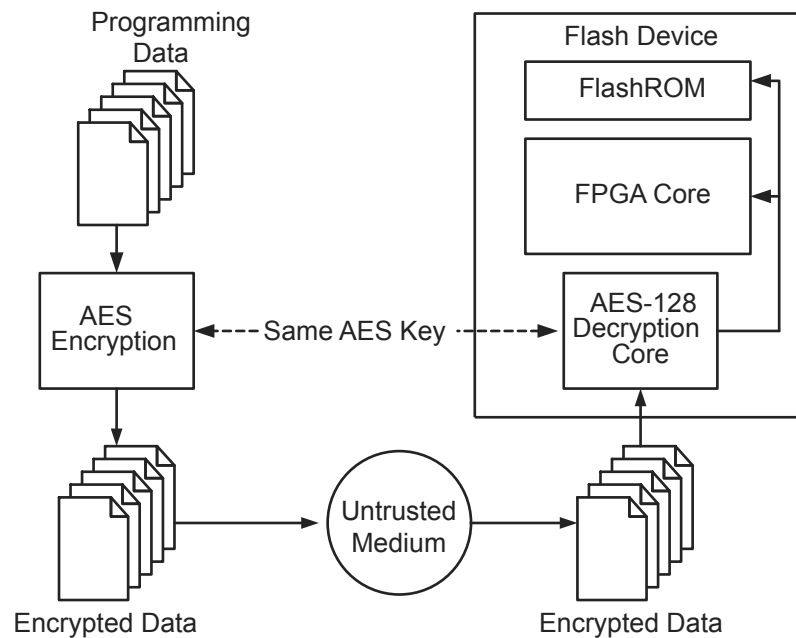 Programming
Data
Flash Device
FlashROM
FPGA Core
AES
Encryption
Same AES Key
AES-128
Decryption
Core
Untrusted
Medium
Encrypted Data
Encrypted Data